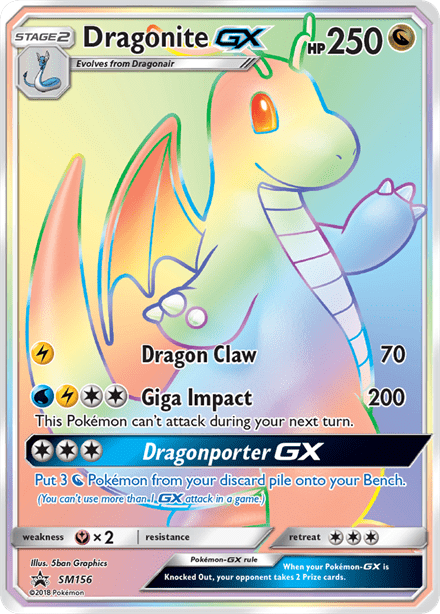 STAGE 2 Dragonite GX HP 250
Evolves from Dragonair
Dragon Claw 70
Giga Impact 200
This Pokémon can't attack during your next turn.
Dragonporter GX
Put 3 Pokémon from your discard pile onto your Bench.
(You can't use more than 1 GX attack in a game.)
weakness × 2 resistance retreat
Illus. 5ban Graphics
Pokémon-GX rule
When your Pokémon-GX is
Knocked Out, your opponent takes 2 Prize cards.
PROMO SM156
©2018 Pokémon